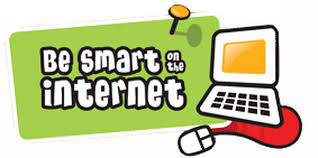 Be smart on the
internet